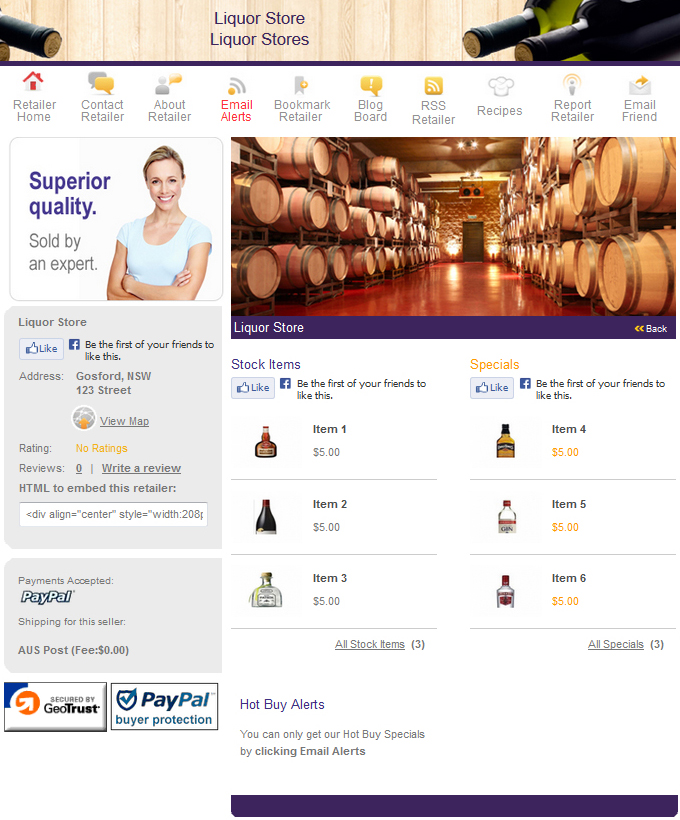 Liquor Store
Liquor Stores
Retailer Home
Contact Retailer
About Retailer
Email Alerts
Bookmark Retailer
Blog Board
RSS Retailer
Recipes
Report Retailer
Email Friend
Superior
quality.
Sold by
an expert.
Liquor Store
Like
Be the first of your friends to
like this.
Address: Gosford, NSW
123 Street
View Map
Rating: No Ratings
Reviews: 0 | Write a review
HTML to embed this retailer:
<div align="center" style="width:208p
Payments Accepted:
PayPal
Shipping for this seller:
AUS Post (Fee:$0.00)
SECURED BY
GeoTrust
PayPal
buyer protection
Liquor Store
Back
Stock Items
Like
Be the first of your friends to
like this.
Item 1
$5.00
Item 2
$5.00
Item 3
$5.00
All Stock Items (3)
Specials
Like
Be the first of your friends to
like this.
Item 4
$5.00
Item 5
$5.00
GIN
Item 6
$5.00
All Specials (3)
Hot Buy Alerts
You can only get our Hot Buy Specials
by clicking Email Alerts